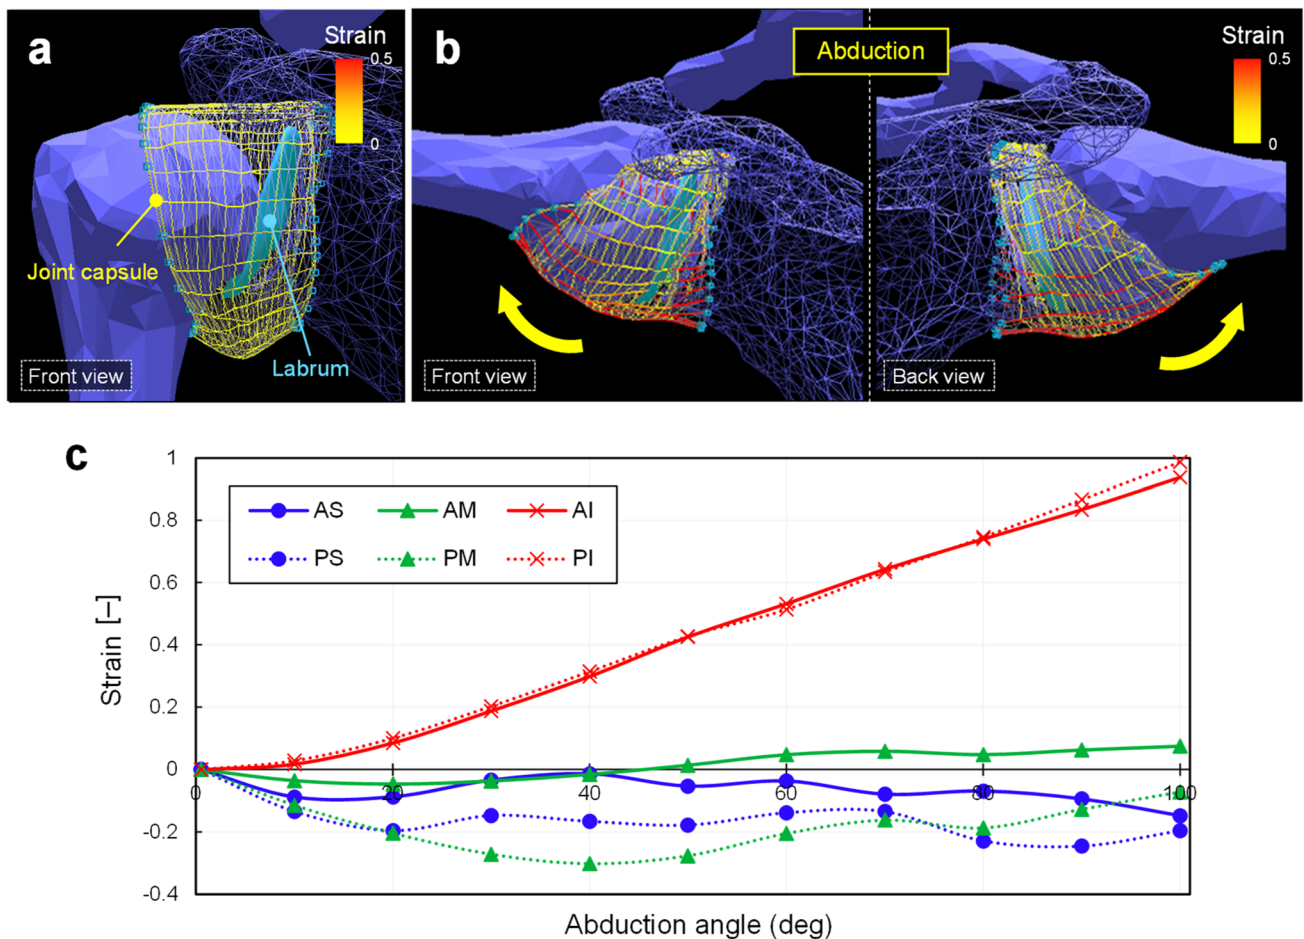 a
Strain
0.5
0
Joint capsule
Labrum
Front view
b
Abduction
Strain
0.5
0
Front view
Back view
c
1
0.8
0.6
0.4
0.2
0
-0.2
-0.4
AS AM AI
PS PM PI
0 20 40 60 80 100
Strain [–]
Abduction angle (deg)